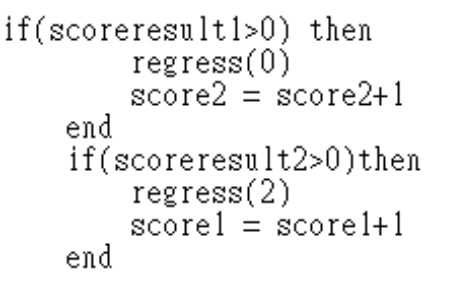 if(scoreresult1>0) then
regress(0)
score2 = score2+1
end
if(scoreresult2>0)then
regress(2)
score1 = score1+1
end